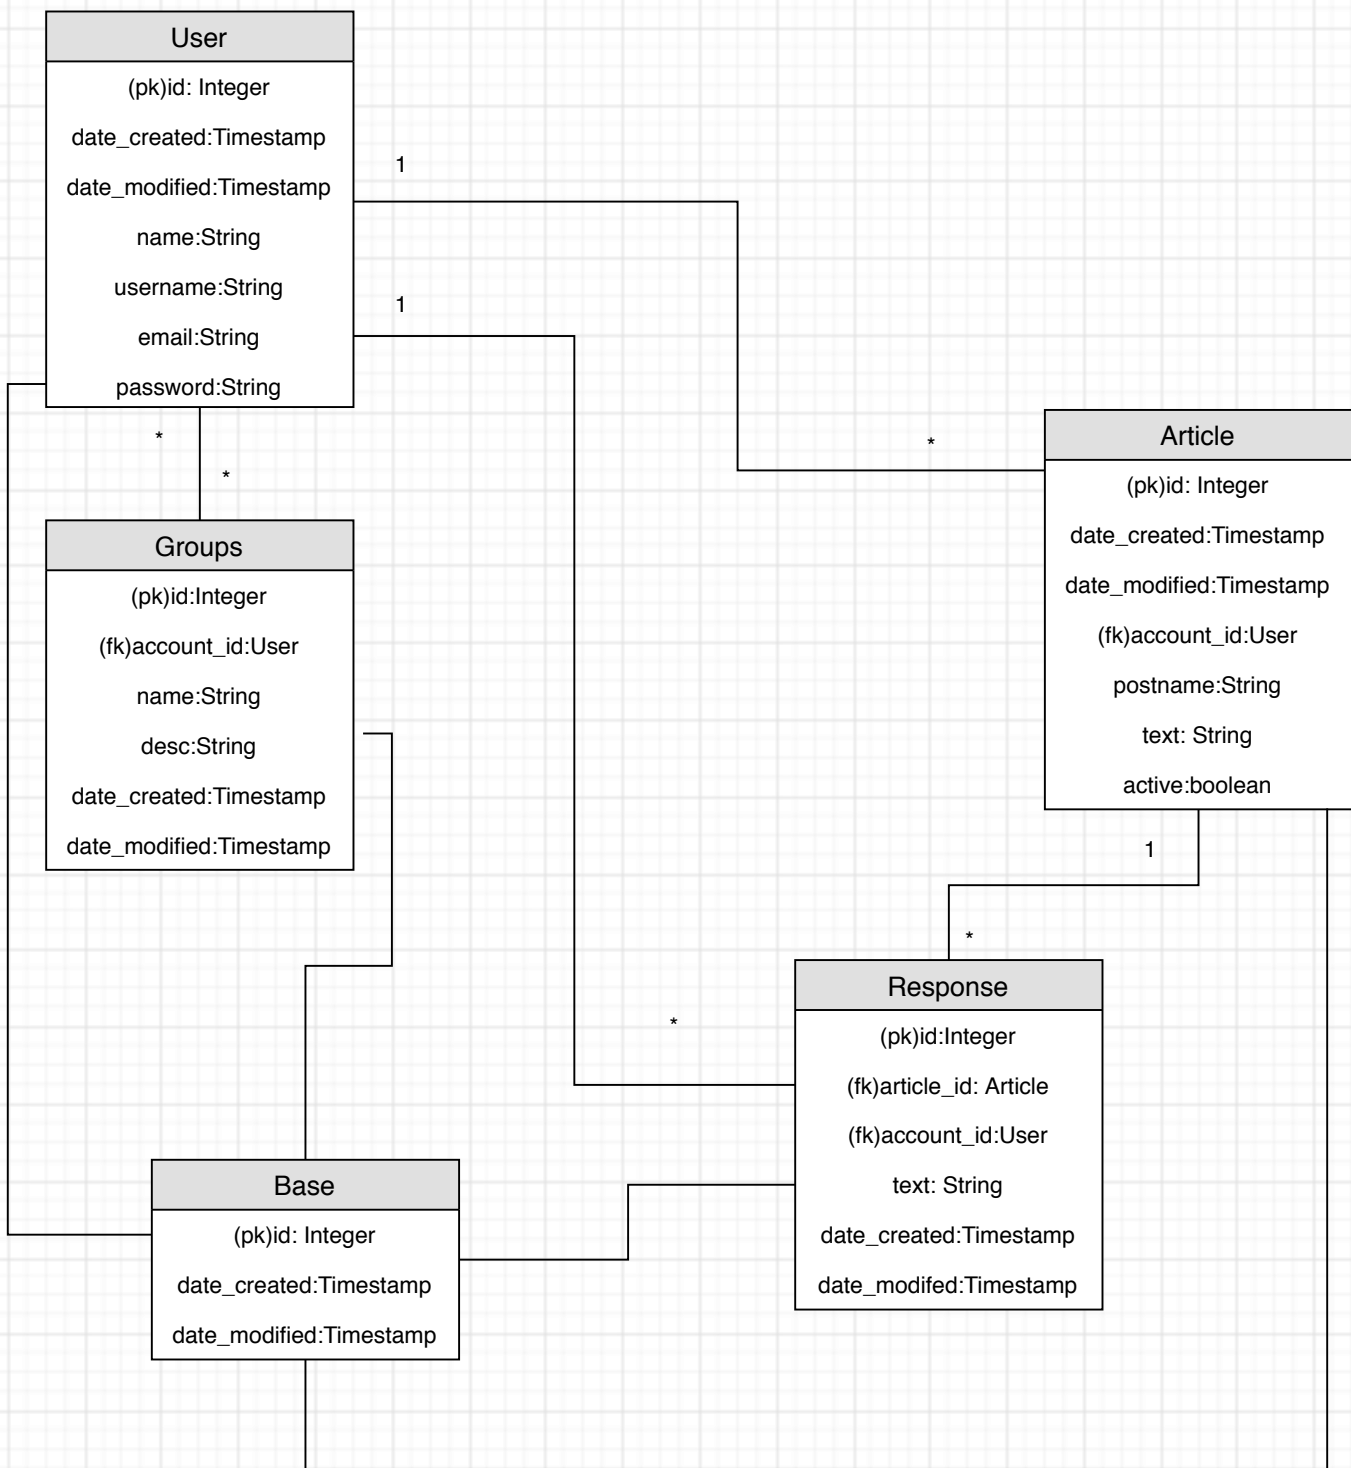 User
(pk)id: Integer
date_created:Timestamp
date_modified:Timestamp
name:String
username:String
email:String
password:String
1
1
*
*
*
Groups
(pk)id:Integer
(fk)account_id:User
name:String
desc:String
date_created:Timestamp
date_modified:Timestamp
Article
(pk)id: Integer
date_created:Timestamp
date_modified:Timestamp
(fk)account_id:User
postname:String
text: String
active:boolean
1
*
*
Response
(pk)id:Integer
(fk)article_id: Article
(fk)account_id:User
text: String
date_created:Timestamp
date_modifed:Timestamp
Base
(pk)id: Integer
date_created:Timestamp
date_modified:Timestamp